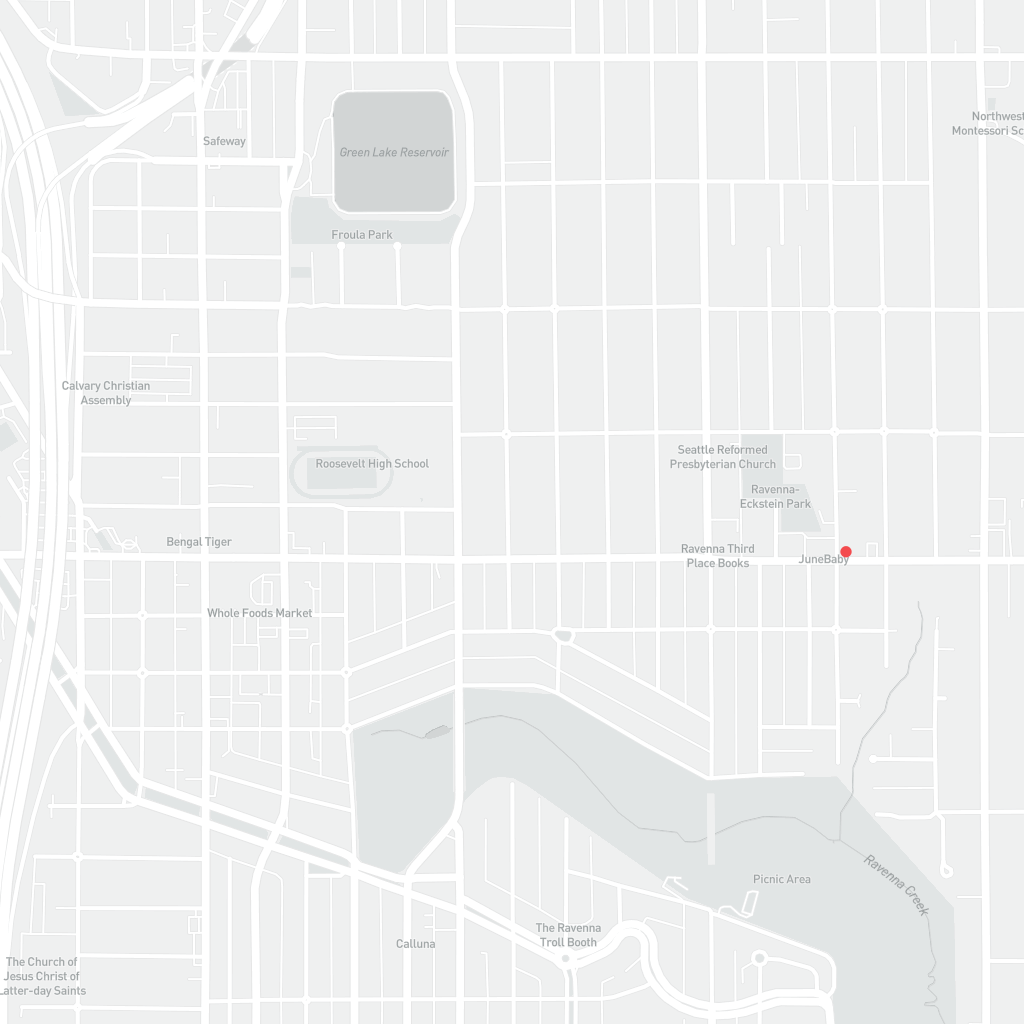 Safeway
Green Lake Reservoir
Northwest
Montessori Sc
Froula Park
Calvary Christian
Assembly
Roosevelt High School
Seattle Reformed
Presbyterian Church
Ravenna-
Eckstein Park
Bengal Tiger
Ravenna Third
Place Books
JuneBaby
Whole Foods Market
Picnic Area
Ravenna Creek
The Ravenna
Troll Booth
Calluna
The Church of
Jesus Christ of
Latter-day Saints